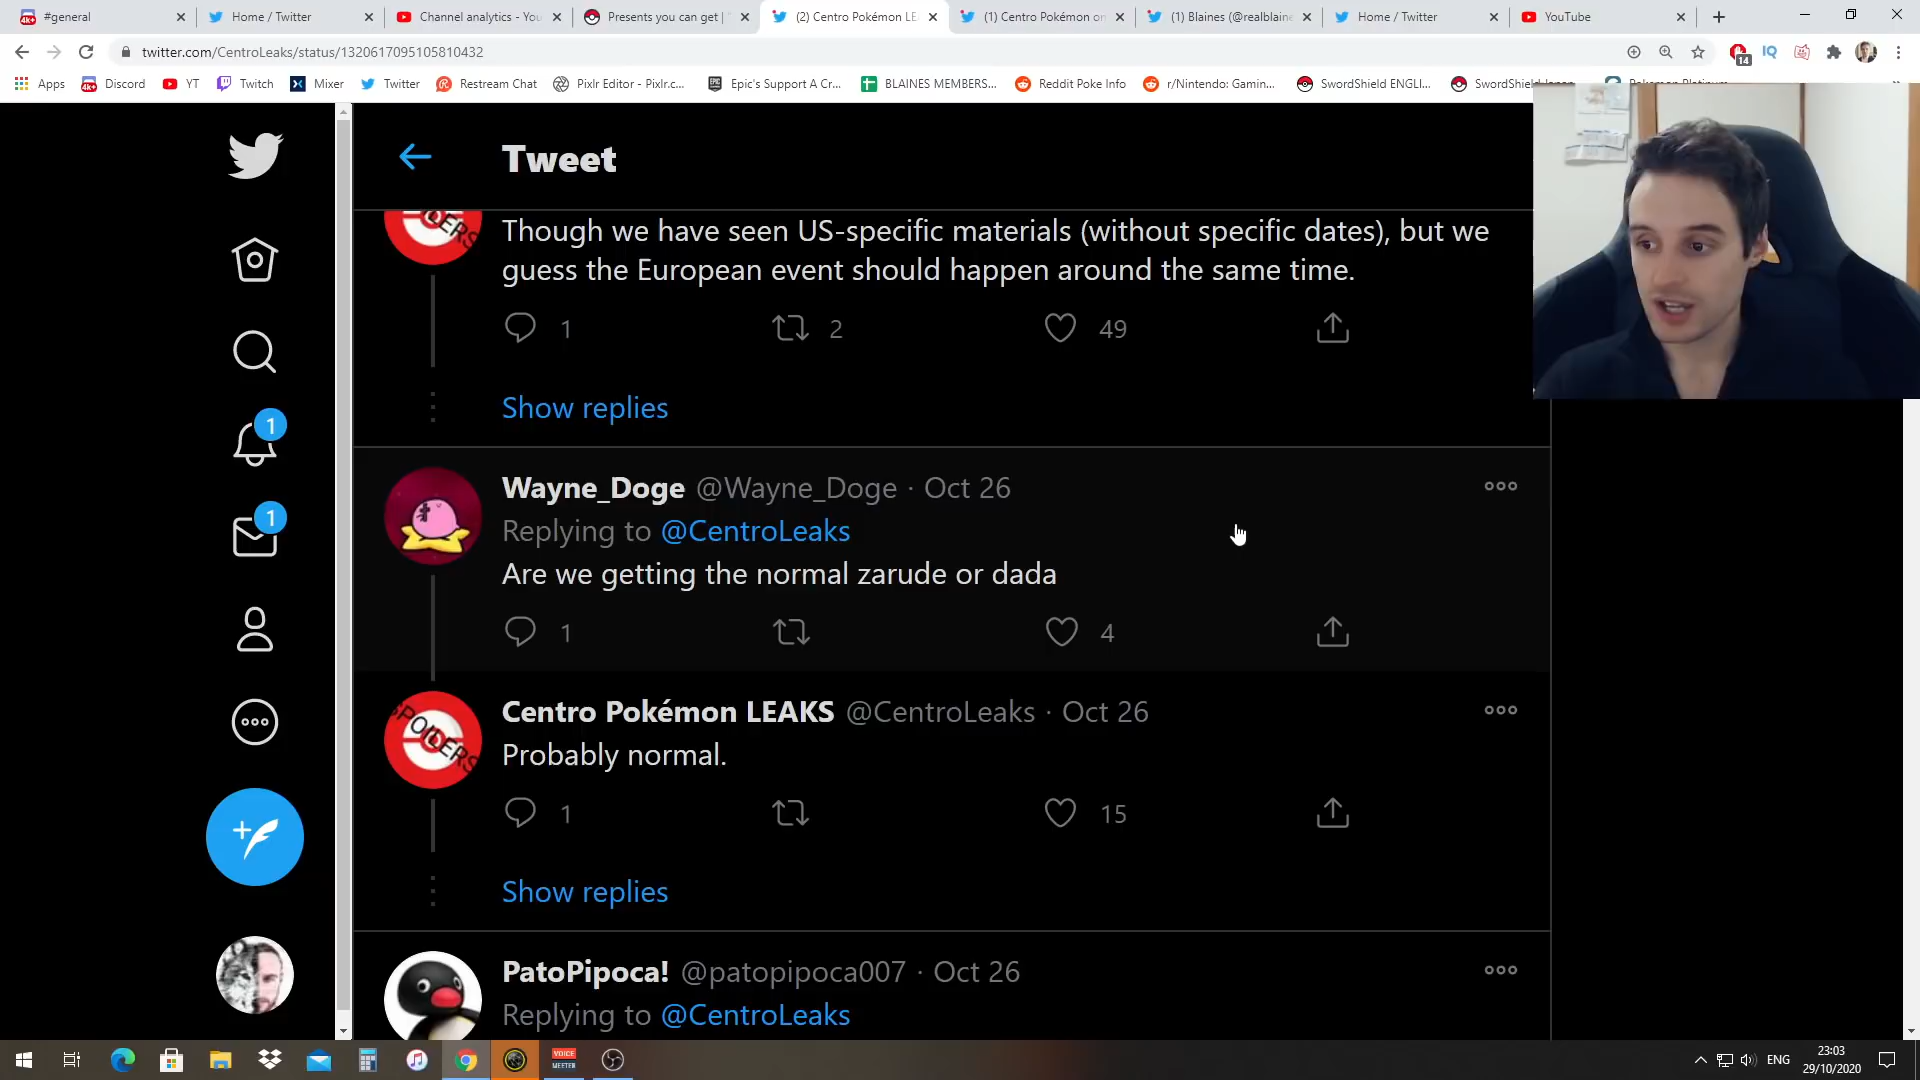 #general
Home / Twitter
Channel analytics - You
Presents you can get |
(2) Centro Pokémon LE
(1) Centro Pokémon on
(1) Blaines (@realblaine
Home / Twitter
YouTube
twitter.com/CentroLeaks/status/1320617095105810432
14
IQ
Apps
Discord
YT
Twitch
Mixer
Twitter
Restream Chat
Pixlr Editor - Pixlr.c...
Epic's Support A Cr...
BLAINES MEMBERS...
Reddit Poke Info
r/Nintendo: Gamin...
SwordShield ENGLI...
Tweet
Though we have seen US-specific materials (without specific dates), but we
guess the European event should happen around the same time.
1 2 49
Show replies
1
1
Wayne_Doge @Wayne_Doge · Oct 26
Replying to @CentroLeaks
Are we getting the normal zarude or dada
1 4
SPOILERS
Centro Pokémon LEAKS @CentroLeaks · Oct 26
Probably normal.
1 15
Show replies
PatoPipoca! @patopipoca007 · Oct 26
Replying to @CentroLeaks
VOICE
MEETER
ENG
23:03
29/10/2020